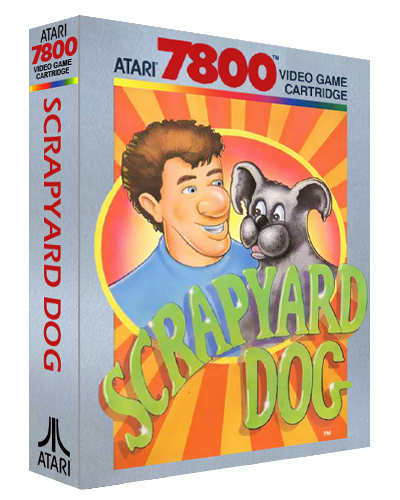 ATARI
7800
VIDEO GAME
CARTRIDGE
SCRAPYARD DOG
ATARI
ATARI® 7800™ VIDEO GAME
CARTRIDGE
SCRAPYARD
DOG
TM